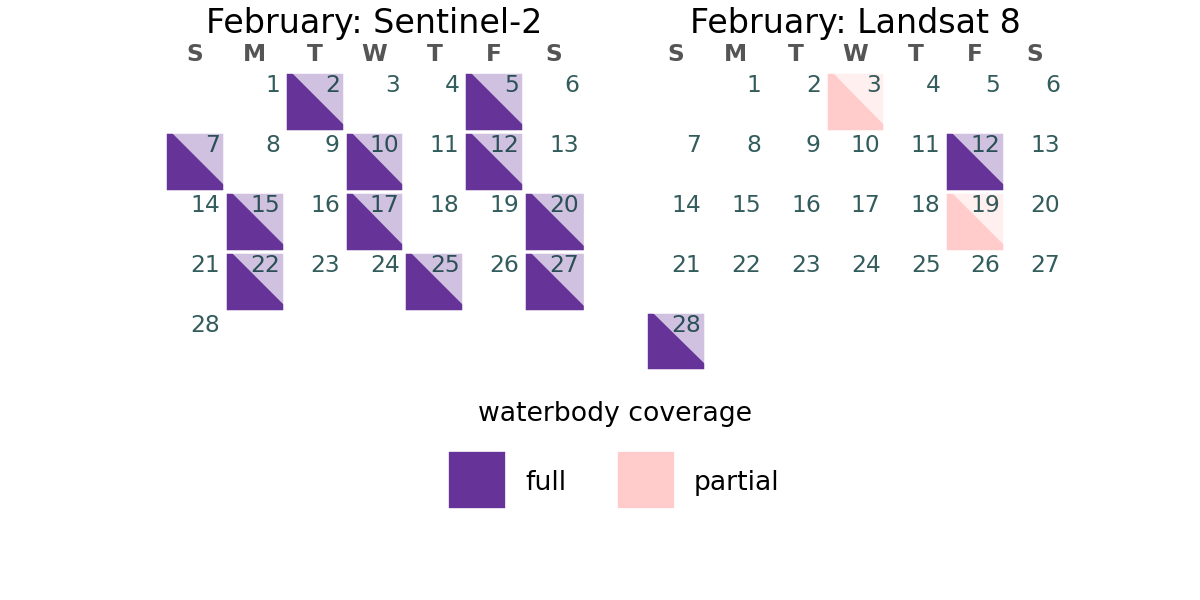 February: Sentinel-2
S M T W T F S
1 2 3 4 5 6
7 8 9 10 11 12 13
14 15 16 17 18 19 20
21 22 23 24 25 26 27
28
February: Landsat 8
S M T W T F S
1 2 3 4 5 6
7 8 9 10 11 12 13
14 15 16 17 18 19 20
21 22 23 24 25 26 27
28
waterbody coverage
full
partial